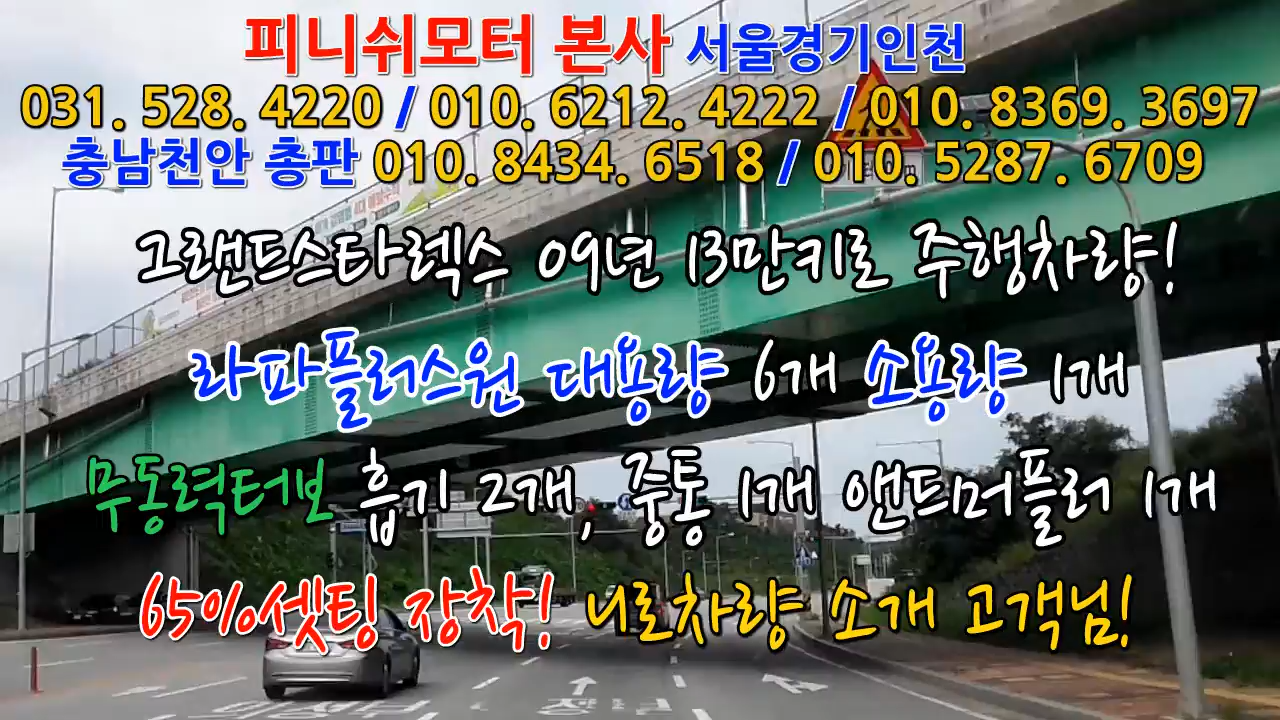 피니쉬모터 본사 서울경기인천
031. 528. 4220 / 010. 6212. 4222 / 010. 8369. 3697
충남천안 총판 010. 8434. 6518 / 010. 5287. 6709
그랜드스타렉스 09년 13만키로 주행차량!
라파플러스원 대용량 6개 소용량 1개
무동력터보 흡기 2개, 중통 1개 앤드머플러 1개
65%셋팅 장착! 니로차량 소개 고객님!